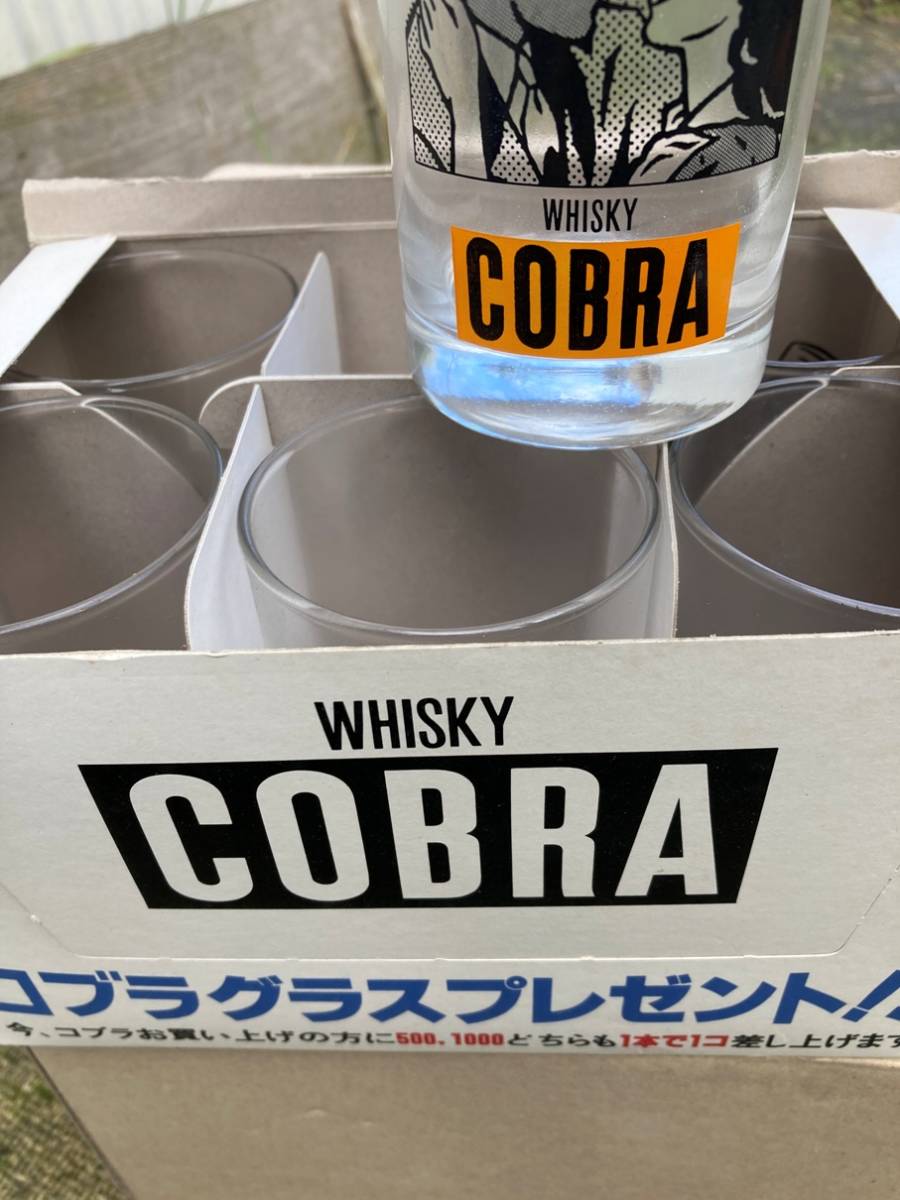 WHISKY
COBRA
WHISKY
COBRA
コブラグラスプレゼント!!
今、コブラお買い上げの方に500,1000どちらも1本で1コ差し上げます